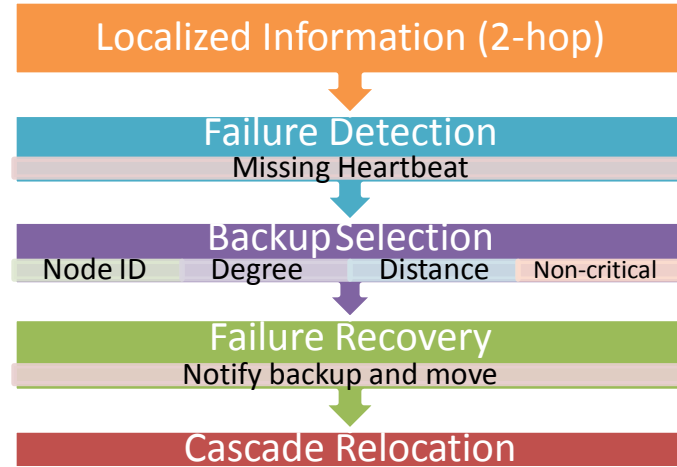 Localized Information (2-hop)
Failure Detection
Missing Heartbeat
Backup Selection
Node ID Degree Distance Non-critical
Failure Recovery
Notify backup and move
Cascade Relocation